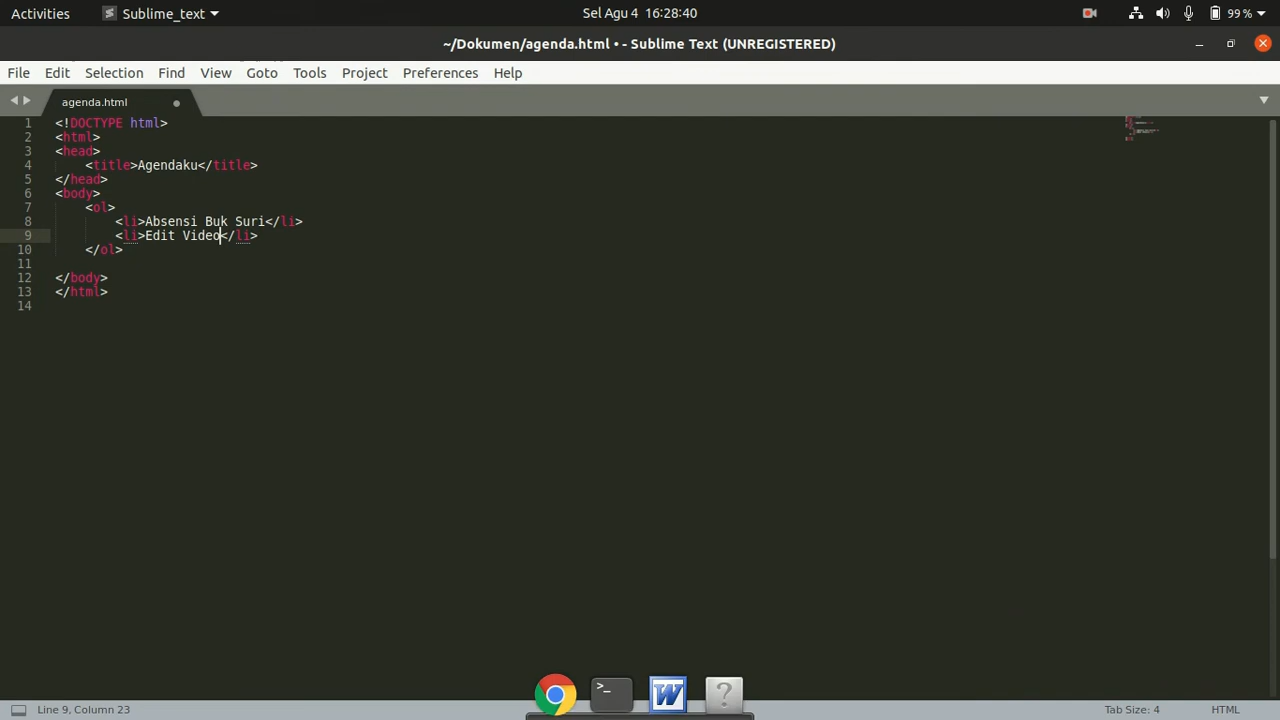 Activities Sublime_text Sel Agu 4 16:28:40 99 %
~/Dokumen/agenda.html • - Sublime Text (UNREGISTERED)
File Edit Selection Find View Goto Tools Project Preferences Help
agenda.html
1 <!DOCTYPE html>
2 <html>
3 <head>
4 <title>Agendaku</title>
5 </head>
6 <body>
7 <ol>
8 <li>Absensi Buk Suri</li>
9 <li>Edit Video</li>
10 </ol>
11
12 </body>
13 </html>
14
Line 9, Column 23 Tab Size: 4 HTML